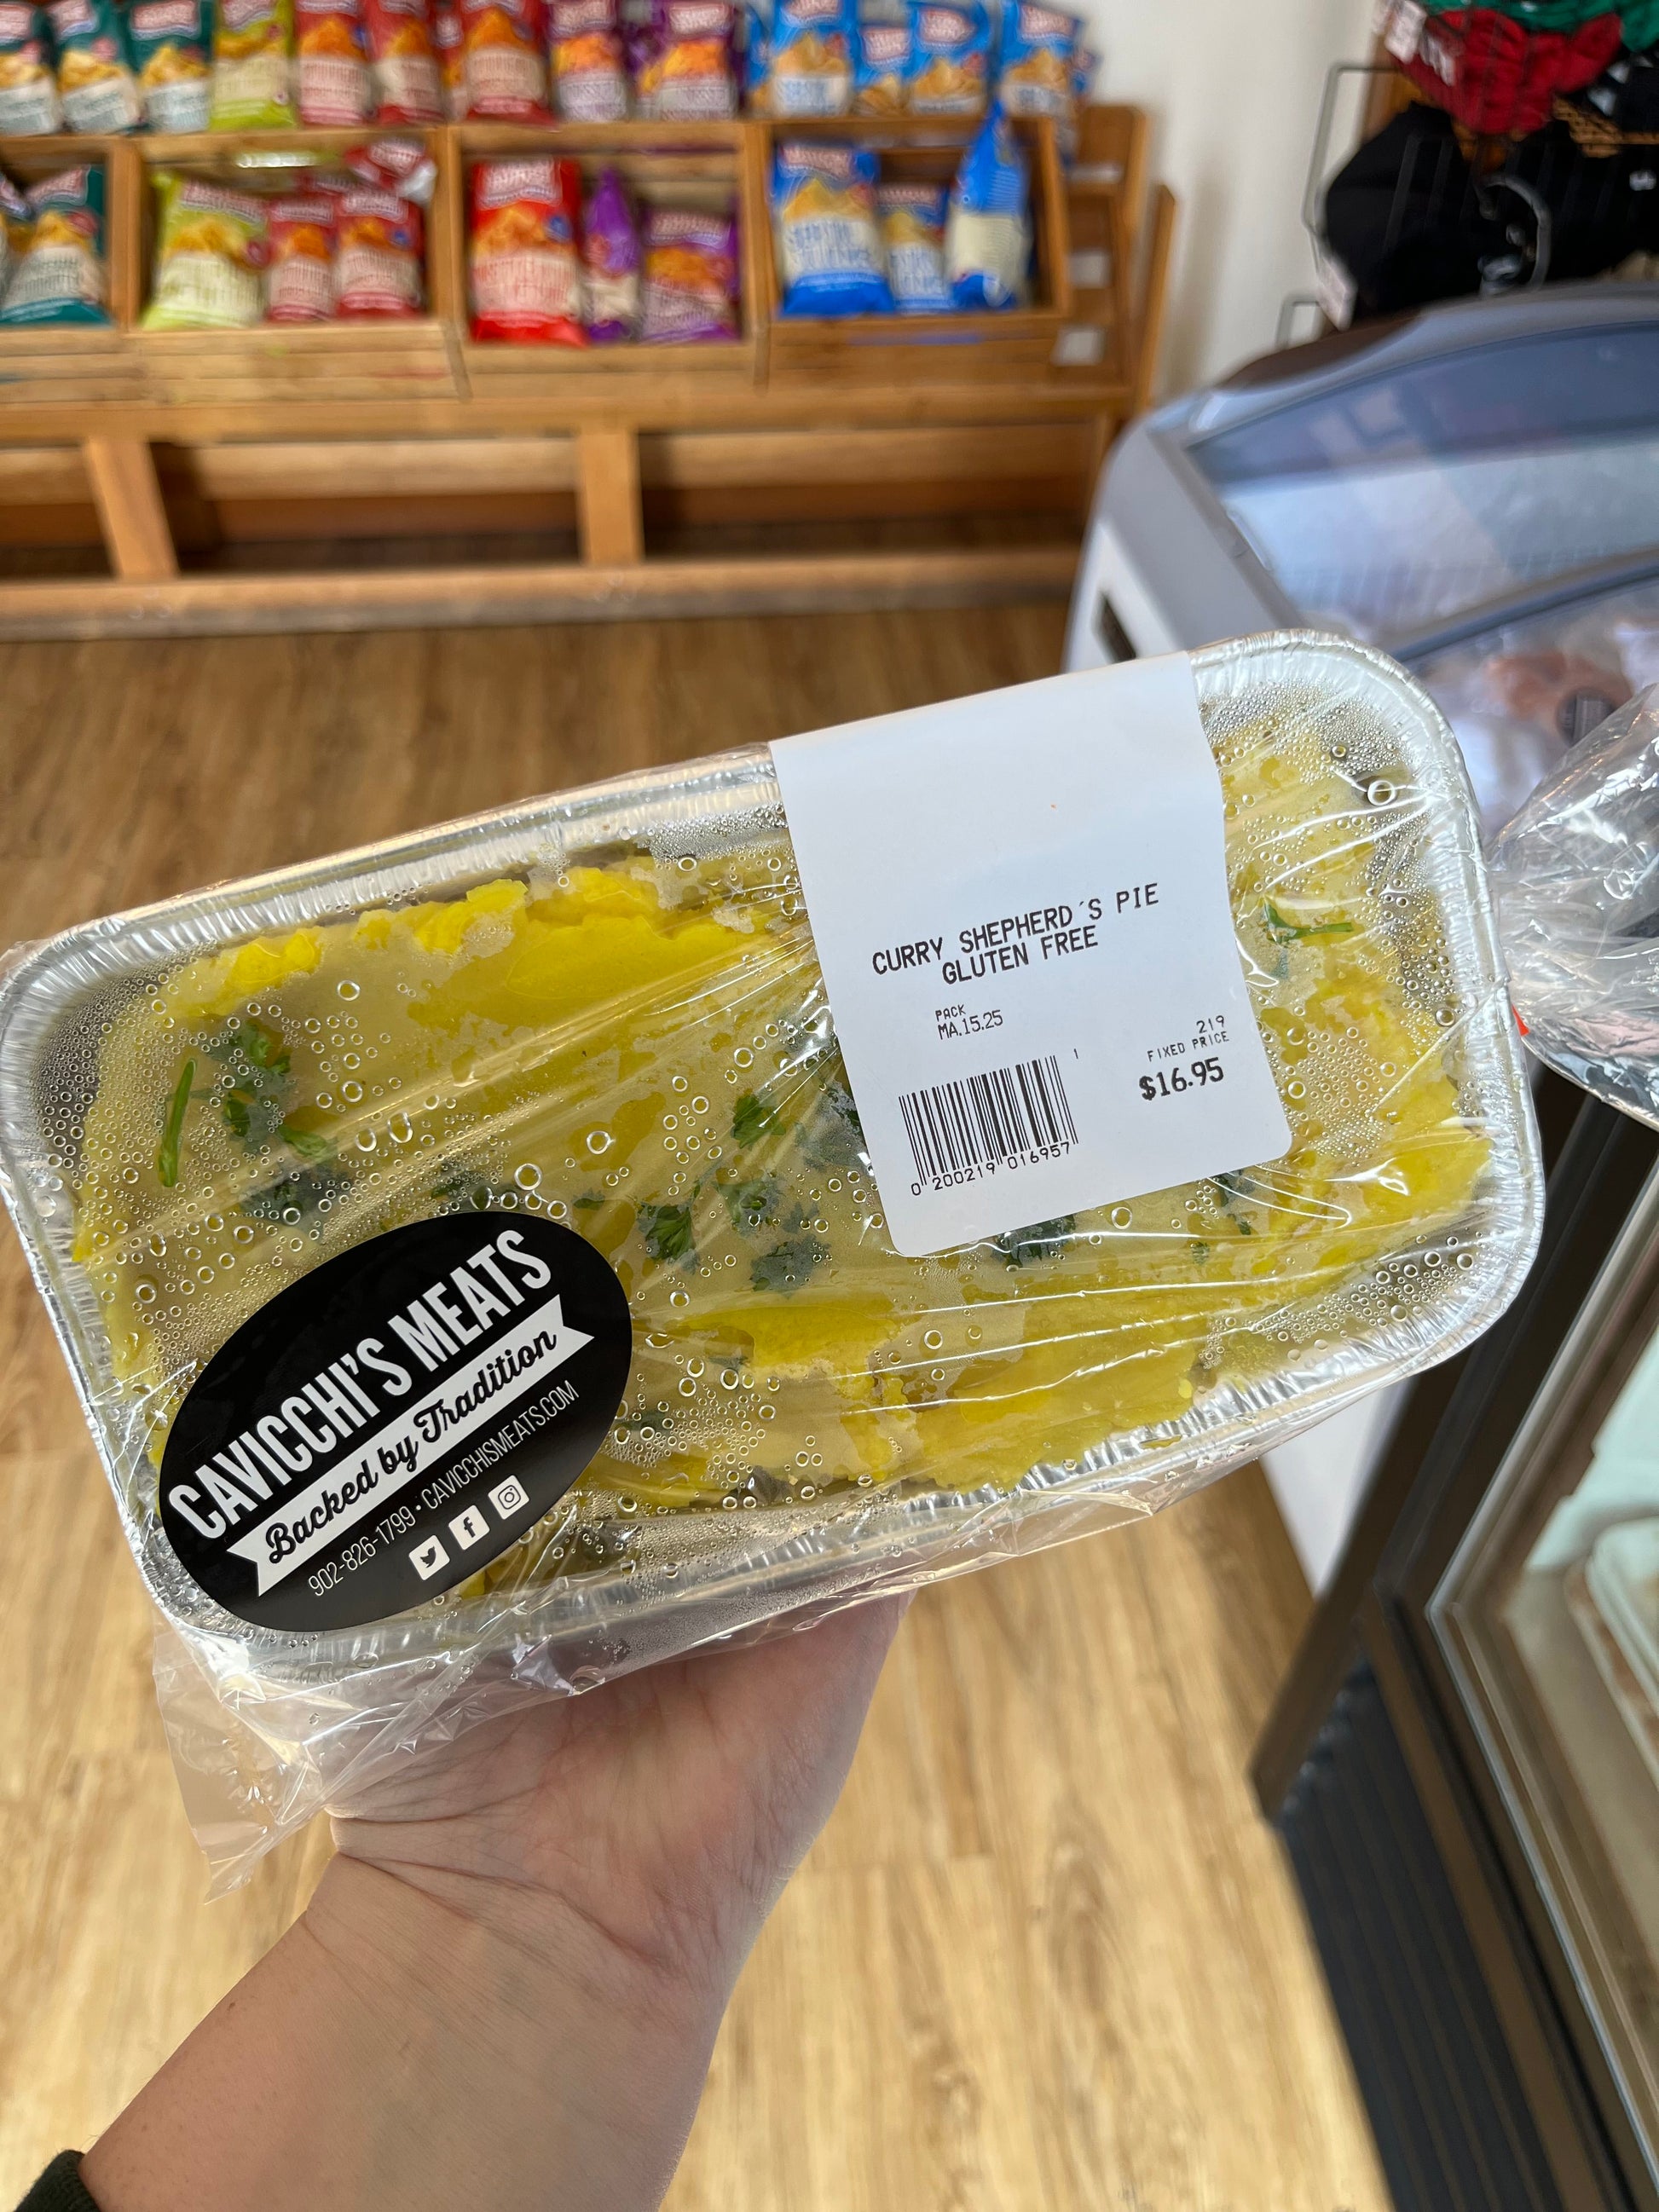 CURRY SHEPHERD'S PIE
GLUTEN FREE
PACK
MA.15.25
219
FIXED PRICE
$16.95
1
0 200219 016957
CAVICCHI'S MEATS
Backed by Tradition
902-826-1799 • CAVICCHISMEATS.COM